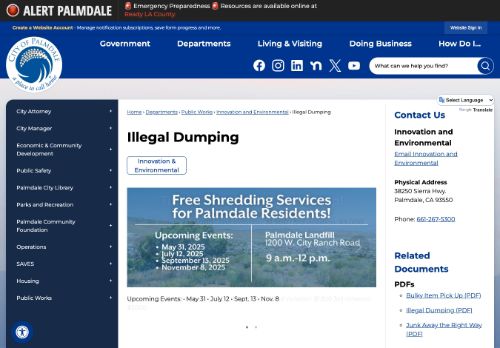 ALERT PALMDALE
🚨 Emergency Preparedness 🚨 Resources are available online at
Ready LA County.
Create a Website Account - Manage notification subscriptions, save form progress and more.
Website Sign In
CITY OF PALMDALE
a place to call home
Government
Departments
Living & Visiting
Doing Business
How Do I...
What can we help you find?
Select Language
Google Translate
City Attorney +
City Manager +
Economic & Community
Development +
Public Safety +
Palmdale City Library +
Parks and Recreation +
Palmdale Community
Foundation +
Operations +
SAVES +
Housing +
Public Works +
Home › Departments › Public Works › Innovation and Environmental › Illegal Dumping
Illegal Dumping
Innovation &
Environmental
Free Shredding Services
for Palmdale Residents!
Upcoming Events:
• May 31, 2025
• July 12, 2025
• September 13, 2025
• November 8, 2025
Palmdale Landfill
1200 W. City Ranch Road
9 a.m.-12 p.m.
Upcoming Events: • May 31 • July 12 • Sept. 13 • Nov. 8
Contact Us
Innovation and
Environmental
Email Innovation and
Environmental
Physical Address
38250 Sierra Hwy.
Palmdale, CA 93550
Phone: 661-267-5300
Related
Documents
PDFs
• Bulky Item Pick Up (PDF)
• Illegal Dumping (PDF)
• Junk Away the Right Way
(PDF)